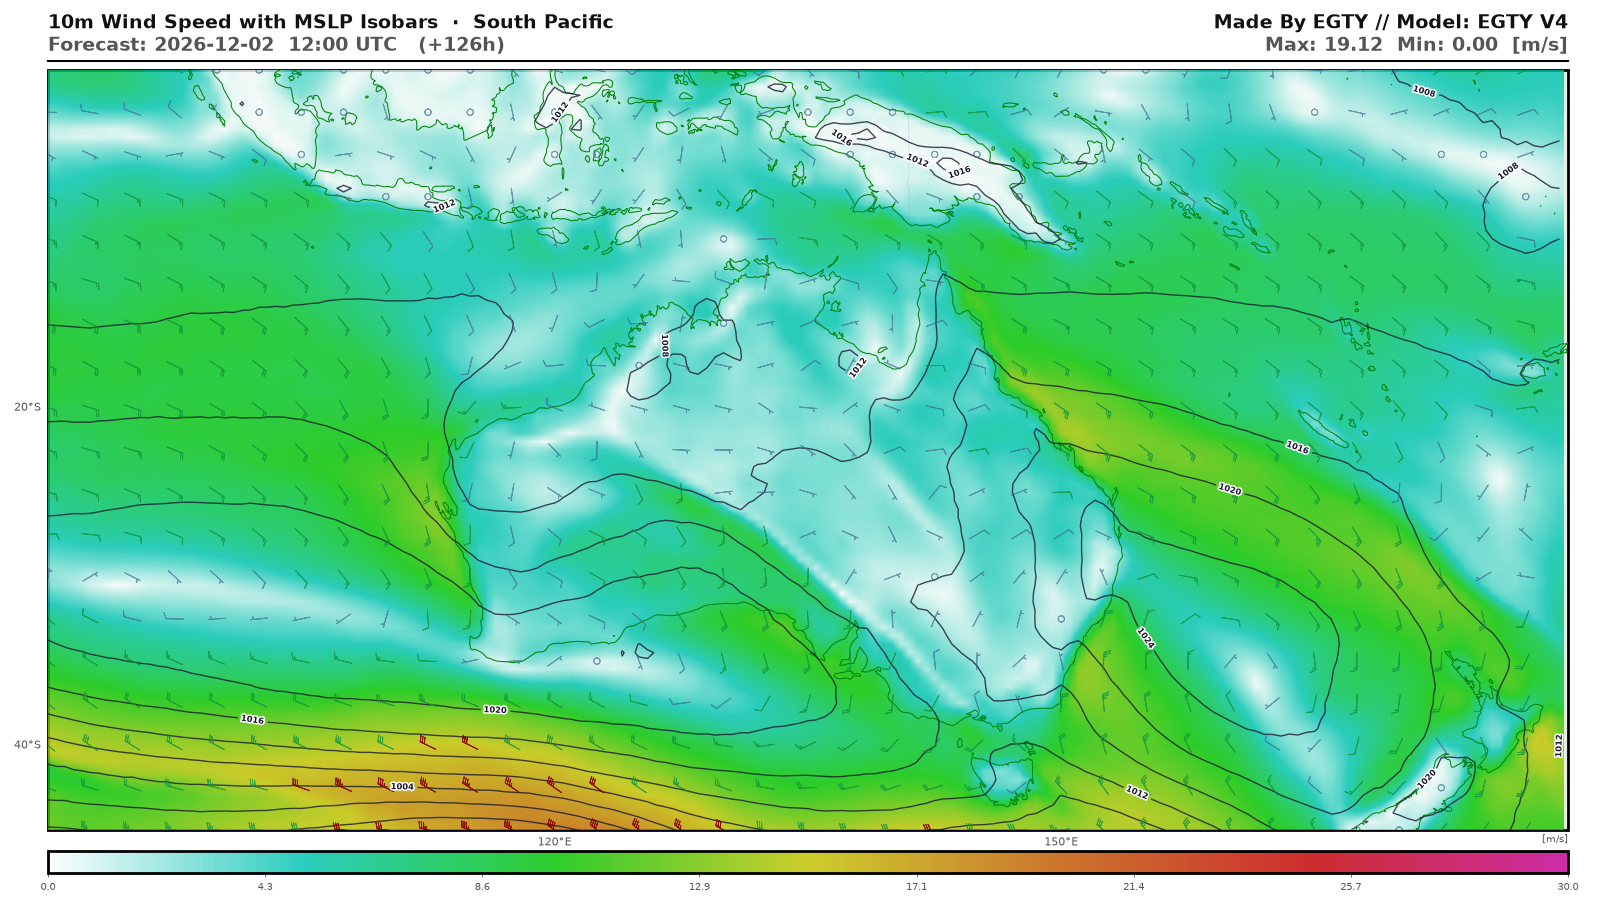 10m Wind Speed with MSLP Isobars · South Pacific
Made By EGTY // Model: EGTY V4
Forecast: 2026-12-02 12:00 UTC (+126h)
Max: 19.12 Min: 0.00 [m/s]
1008
1012
1016
1012
1016
1008
1012
1008
1012
20°S
1016
1020
1024
1020
1016
40°S
1012
1020
1004
1012
120°E
150°E
[m/s]
0.0
4.3
8.6
12.9
17.1
21.4
25.7
30.0